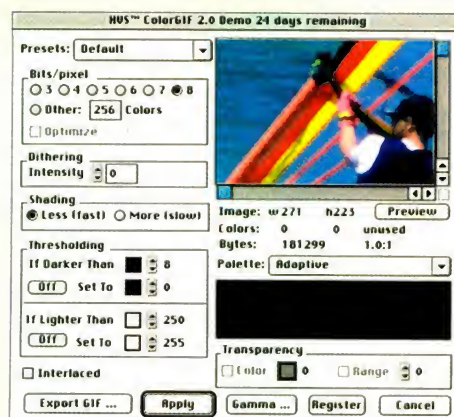 HVS™ ColorGIF 2.0 Demo 24 days remaining
Presets: Default
Bits/pixel
3 4 5 6 7 8
Other: 256 Colors
Optimize
Dithering
Intensity 0
Shading
Less (fast) More (slow)
Thresholding
If Darker Than 8
Off Set To 0
If Lighter Than 250
Off Set To 255
Interlaced
Image: w271 h223 Preview
Colors: 0 0 unused
Bytes: 181299 1.0:1
Palette: Adaptive
Transparency
Color 0 Range 0
Export GIF ... Apply Gamma ... Register Cancel